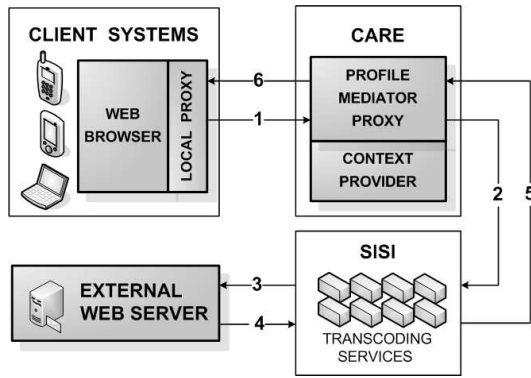 CLIENT SYSTEMS
WEB
BROWSER
LOCAL PROXY
CARE
PROFILE
MEDIATOR
PROXY
CONTEXT
PROVIDER
6
1
2
5
SISI
TRANSCODING
SERVICES
3
4
EXTERNAL
WEB SERVER